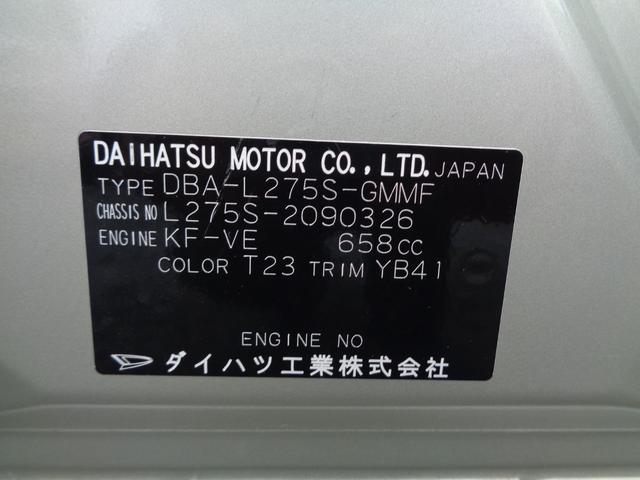 DAIHATSU MOTOR CO.,LTD. JAPAN
TYPE DBA-L275S-GMMF
CHASSIS NO L275S-2090326
ENGINE KF-VE 658cc
COLOR T23 TRIM YB41
ENGINE NO
ダイハツ工業株式会社